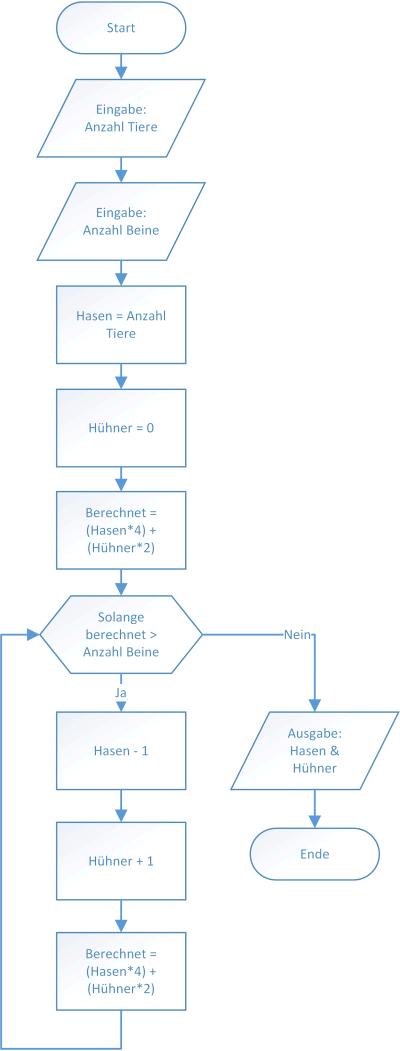 Start
Eingabe:
Anzahl Tiere
Eingabe:
Anzahl Beine
Hasen = Anzahl
Tiere
Hühner = 0
Berechnet =
(Hasen*4) +
(Hühner*2)
Solange
berechnet >
Anzahl Beine
Nein
Ja
Hasen - 1
Hühner + 1
Berechnet =
(Hasen*4) +
(Hühner*2)
Ausgabe:
Hasen &
Hühner
Ende